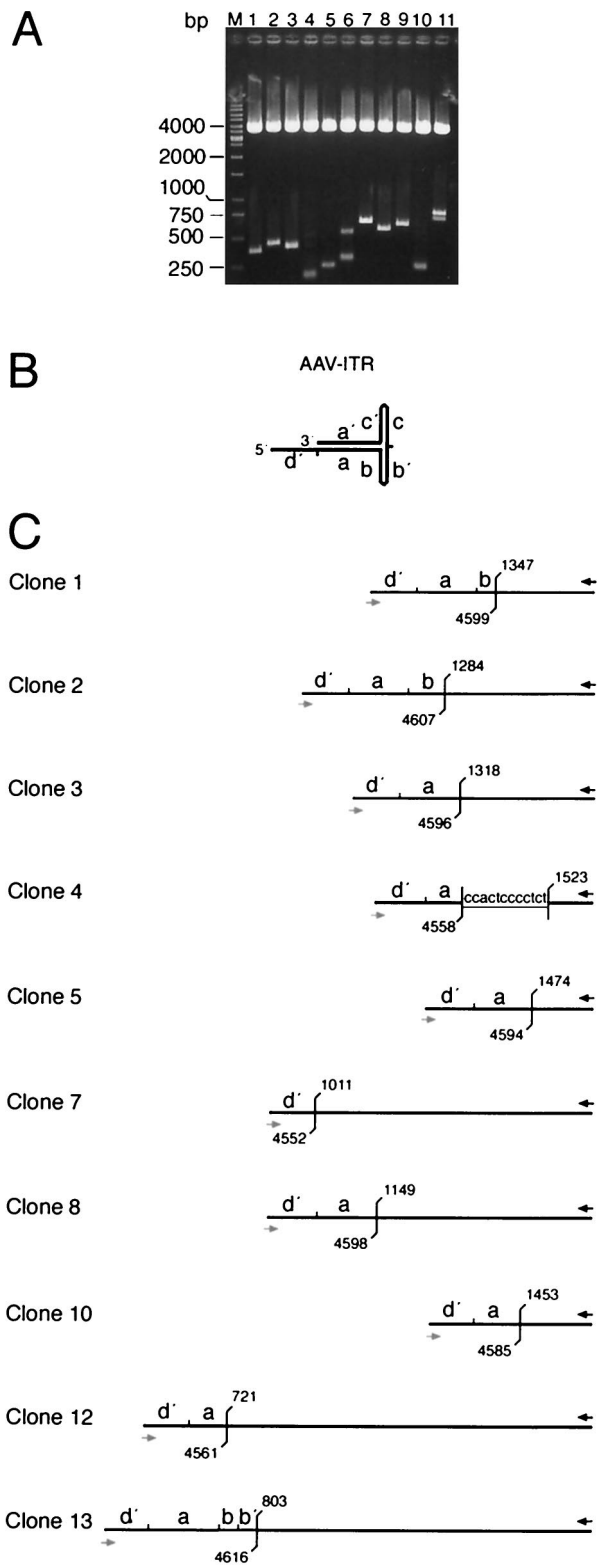 A
bp M 1 2 3 4 5 6 7 8 9 10 11
4000
2000
1000
750
500
250
B
AAV-ITR
a´ c´ c
5´ 3´
d´ a b b´
C
Clone 1 d´ a b 1347
4599
Clone 2 d´ a b 1284
4607
Clone 3 d´ a 1318
4596
Clone 4 d´ a ccactcccctct 1523
4558
Clone 5 d´ a 1474
4594
Clone 7 d´ 1011
4552
Clone 8 d´ a 1149
4598
Clone 10 d´ a 1453
4585
Clone 12 d´ a 721
4561
Clone 13 d´ a b b´ 803
4616